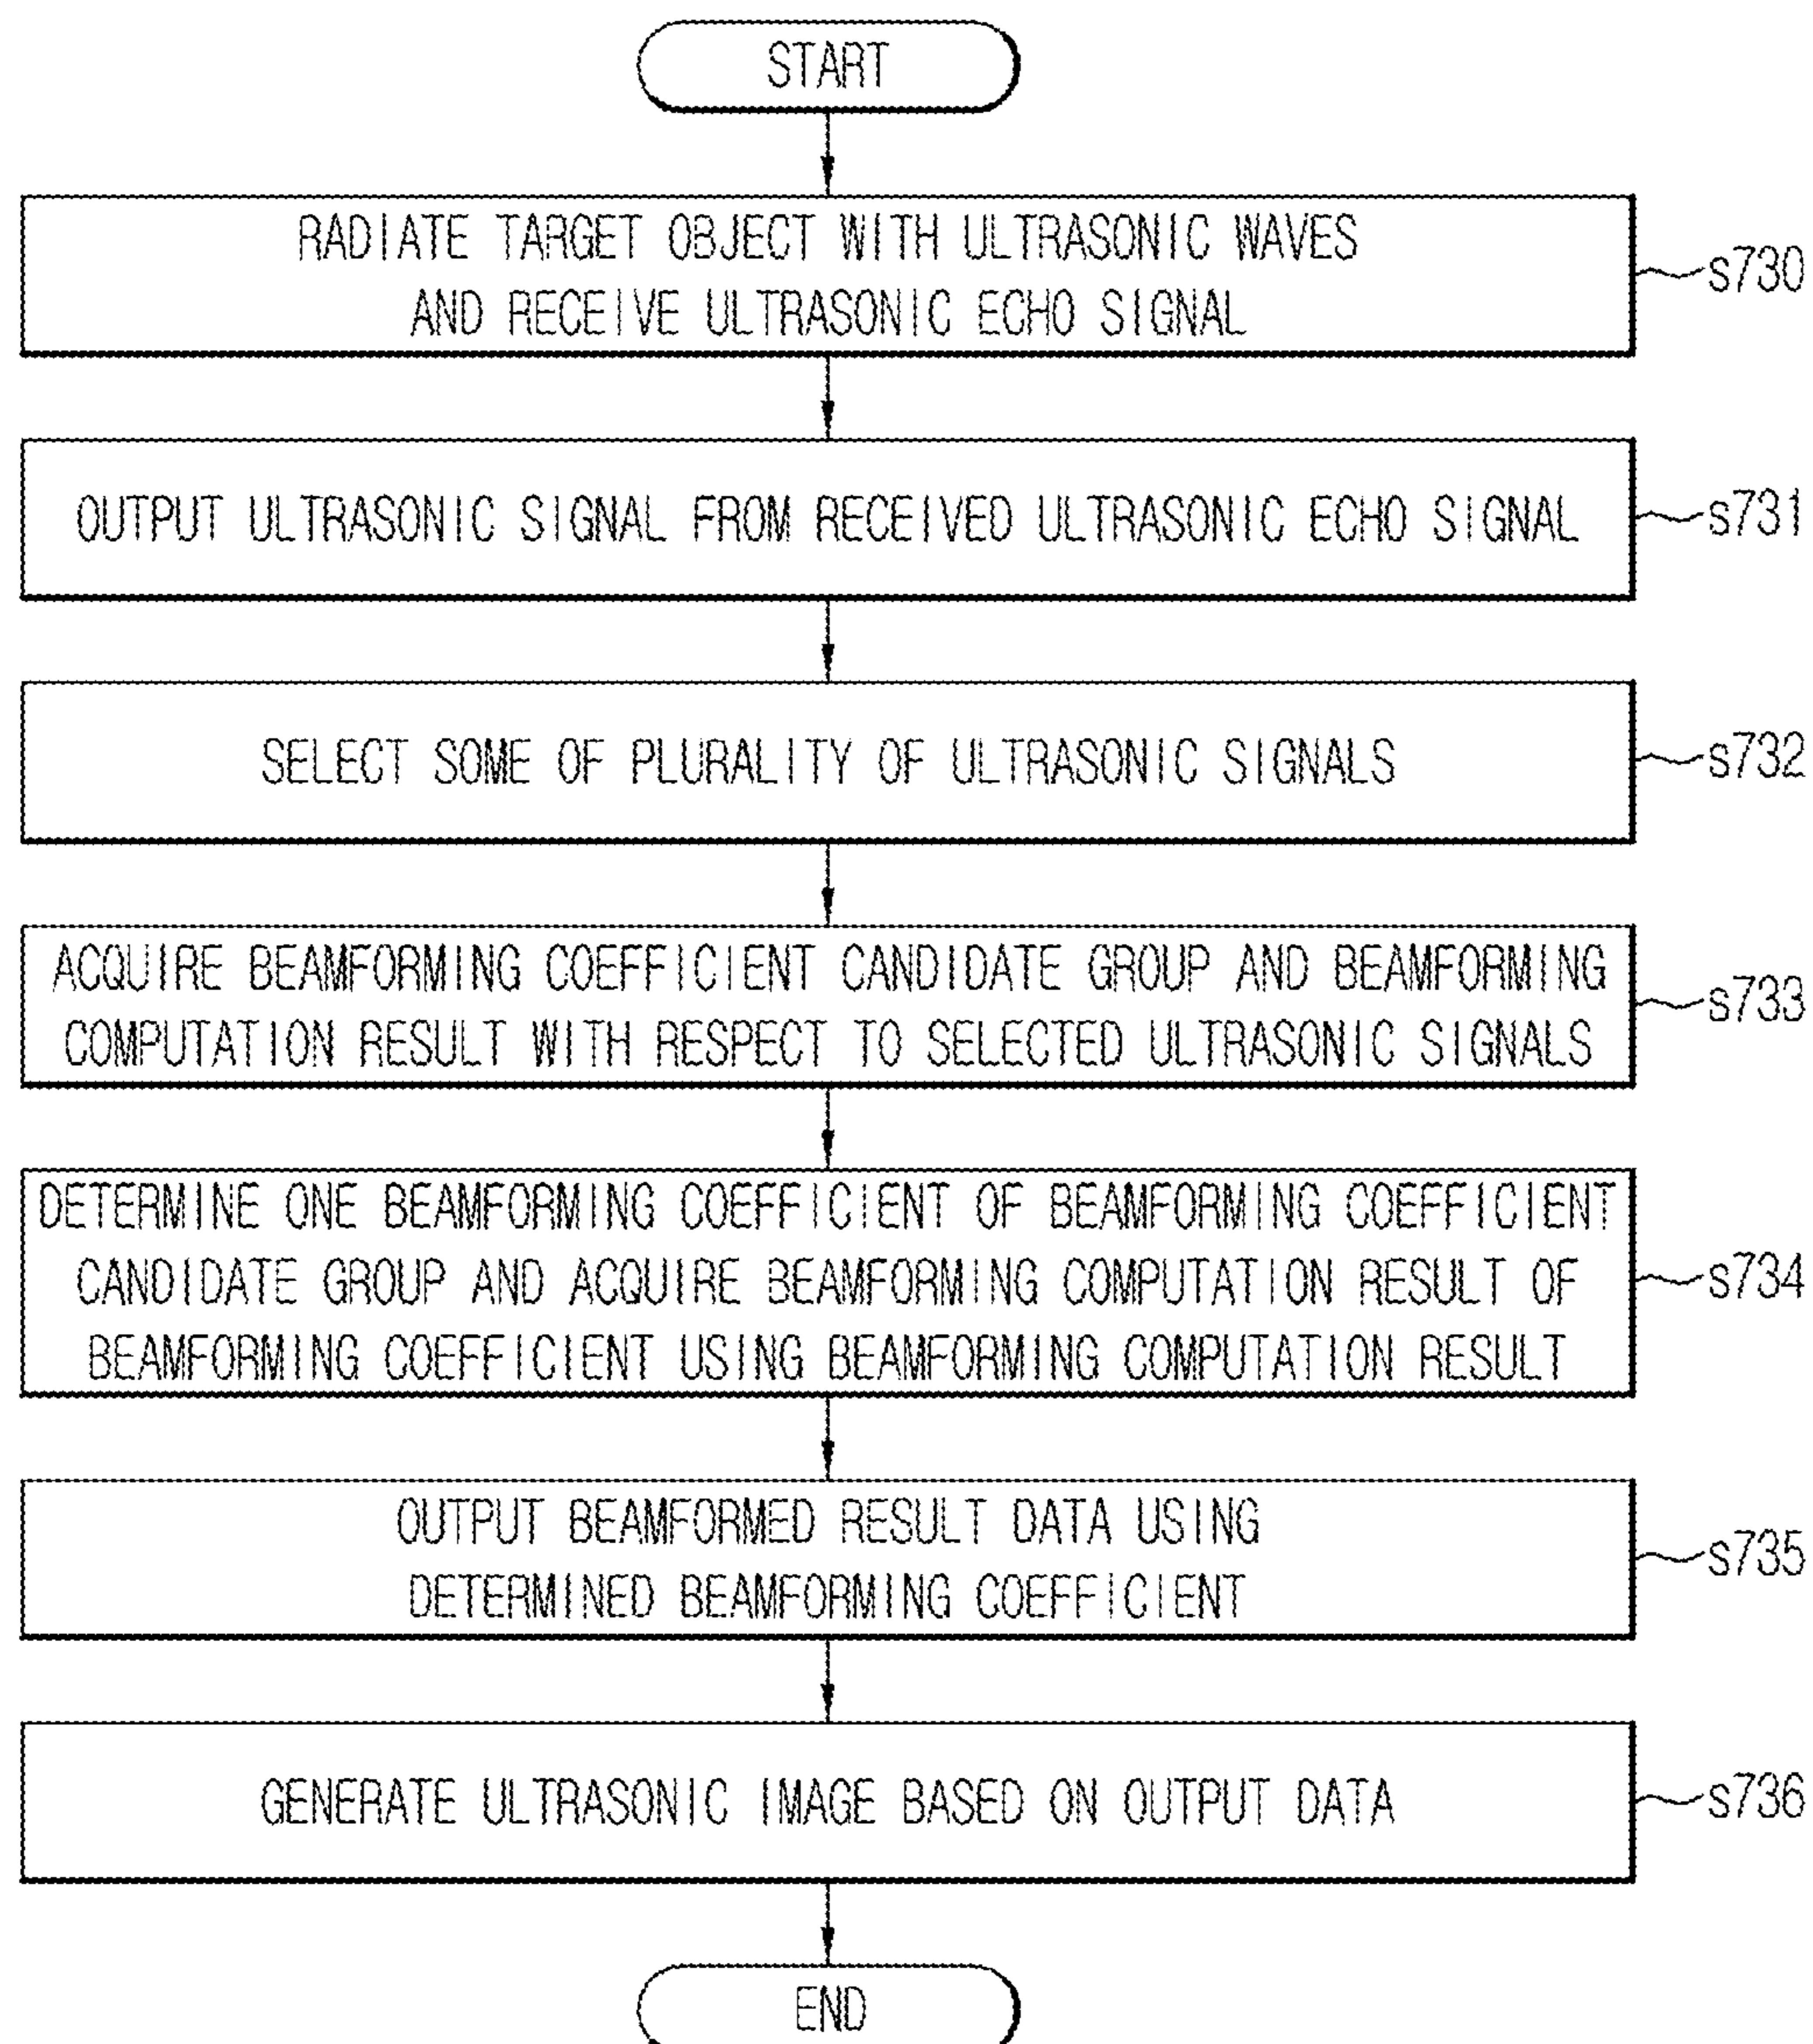 START
RADIATE TARGET OBJECT WITH ULTRASONIC WAVES
AND RECEIVE ULTRASONIC ECHO SIGNAL
s730
OUTPUT ULTRASONIC SIGNAL FROM RECEIVED ULTRASONIC ECHO SIGNAL
s731
SELECT SOME OF PLURALITY OF ULTRASONIC SIGNALS
s732
ACQUIRE BEAMFORMING COEFFICIENT CANDIDATE GROUP AND BEAMFORMING
COMPUTATION RESULT WITH RESPECT TO SELECTED ULTRASONIC SIGNALS
s733
DETERMINE ONE BEAMFORMING COEFFICIENT OF BEAMFORMING COEFFICIENT
CANDIDATE GROUP AND ACQUIRE BEAMFORMING COMPUTATION RESULT OF
BEAMFORMING COEFFICIENT USING BEAMFORMING COMPUTATION RESULT
s734
OUTPUT BEAMFORMED RESULT DATA USING
DETERMINED BEAMFORMING COEFFICIENT
s735
GENERATE ULTRASONIC IMAGE BASED ON OUTPUT DATA
s736
END